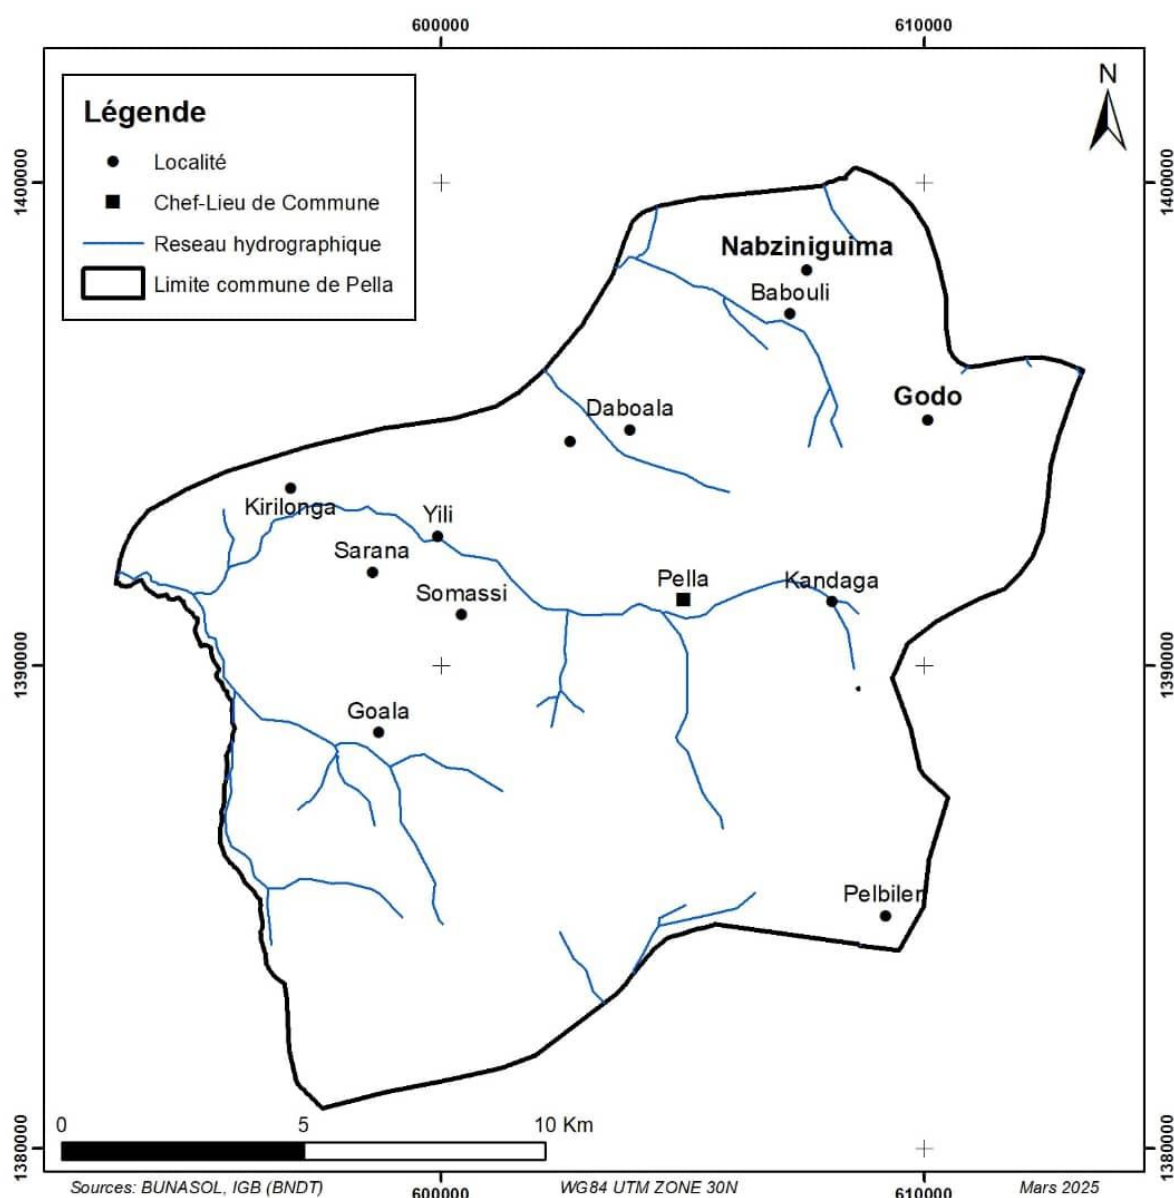 600000
610000
N
Légende
Localité
Chef-Lieu de Commune
Reseau hydrographique
Limite commune de Pella
1400000
1400000
Nabziniguima
Babouli
Godo
Daboala
Kirilonga
Yili
Sarana
Somassi
Pella
Kandaga
1390000
1390000
Goala
Pelbiler
0 5 10 Km
1380000
1380000
Sources: BUNASOL, IGB (BNDT)
600000
WG84 UTM ZONE 30N
610000
Mars 2025